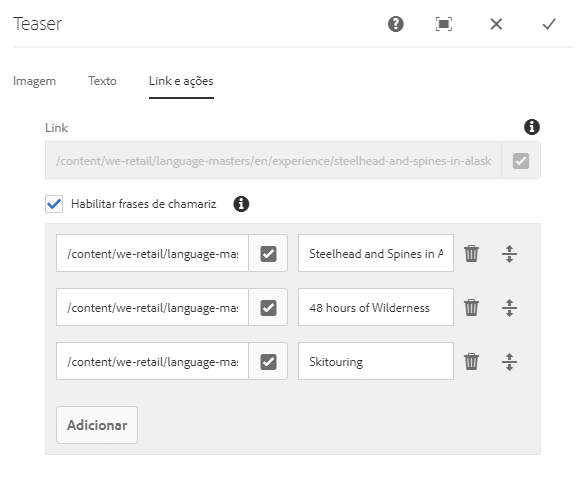 Teaser
Imagem Texto Link e ações
Link
/content/we-retail/language-masters/en/experience/steelhead-and-spines-in-alask
Habilitar frases de chamariz
/content/we-retail/language-mas Steelhead and Spines in A
/content/we-retail/language-mas 48 hours of Wilderness
/content/we-retail/language-mas Skitouring
Adicionar